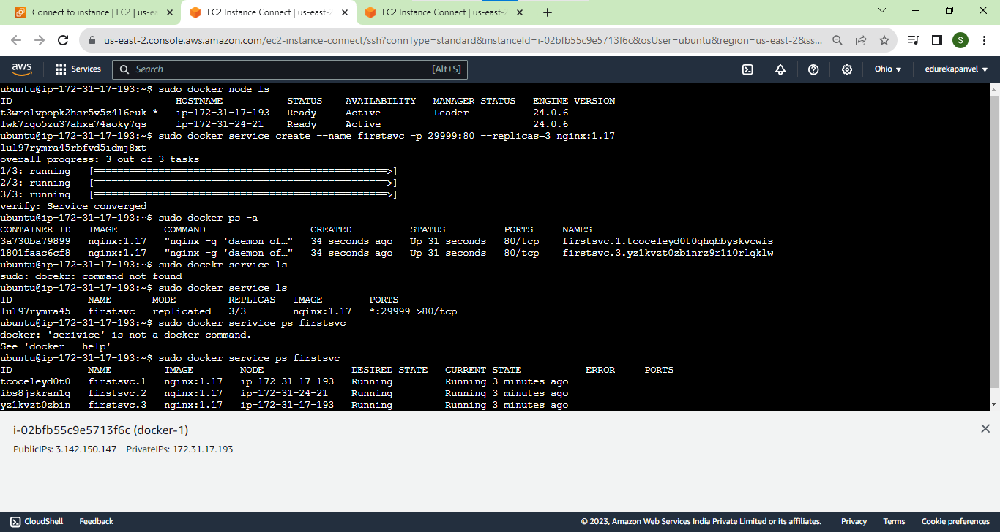 Connect to instance | EC2 | us-ea
EC2 Instance Connect | us-east-2
EC2 Instance Connect | us-east-2
us-east-2.console.aws.amazon.com/ec2-instance-connect/ssh?connType=standard&instanceId=i-02bfb55c9e5713f6c&osUser=ubuntu&region=us-east-2&ss...
S
aws Services Search [Alt+S] Ohio edurekapanvel
ubuntu@ip-172-31-17-193:~$ sudo docker node ls
ID HOSTNAME STATUS AVAILABILITY MANAGER STATUS ENGINE VERSION
t3wrolvpopk2hsr5v5z416euk * ip-172-31-17-193 Ready Active Leader 24.0.6
lwk7rgo5zu37ahxa74aoky7gs ip-172-31-24-21 Ready Active 24.0.6
ubuntu@ip-172-31-17-193:~$ sudo docker service create --name firstsvc -p 29999:80 --replicas=3 nginx:1.17
lu197rymra45rbfvd5idmj8xt
overall progress: 3 out of 3 tasks
1/3: running [==================================================>]
2/3: running [==================================================>]
3/3: running [==================================================>]
verify: Service converged
ubuntu@ip-172-31-17-193:~$ sudo docker ps -a
CONTAINER ID IMAGE COMMAND CREATED STATUS PORTS NAMES
3a730ba79899 nginx:1.17 "nginx -g 'daemon of…" 34 seconds ago Up 31 seconds 80/tcp firstsvc.1.tcoceleyd0t0ghqbbyskvcwis
1801faac6cf8 nginx:1.17 "nginx -g 'daemon of…" 34 seconds ago Up 31 seconds 80/tcp firstsvc.3.yz1kvzt0zbinrz9r1i0rlqklw
ubuntu@ip-172-31-17-193:~$ sudo docekr service ls
sudo: docekr: command not found
ubuntu@ip-172-31-17-193:~$ sudo docker service ls
ID NAME MODE REPLICAS IMAGE PORTS
lu197rymra45 firstsvc replicated 3/3 nginx:1.17 *:29999->80/tcp
ubuntu@ip-172-31-17-193:~$ sudo docker serivice ps firstsvc
docker: 'serivice' is not a docker command.
See 'docker --help'
ubuntu@ip-172-31-17-193:~$ sudo docker service ps firstsvc
ID NAME IMAGE NODE DESIRED STATE CURRENT STATE ERROR PORTS
tcoceleyd0t0 firstsvc.1 nginx:1.17 ip-172-31-17-193 Running Running 3 minutes ago
ibs8jskran1g firstsvc.2 nginx:1.17 ip-172-31-24-21 Running Running 3 minutes ago
yz1kvzt0zbin firstsvc.3 nginx:1.17 ip-172-31-17-193 Running Running 3 minutes ago
i-02bfb55c9e5713f6c (docker-1)
PublicIPs: 3.142.150.147 PrivateIPs: 172.31.17.193
CloudShell Feedback © 2023, Amazon Web Services India Private Limited or its affiliates. Privacy Terms Cookie preferences